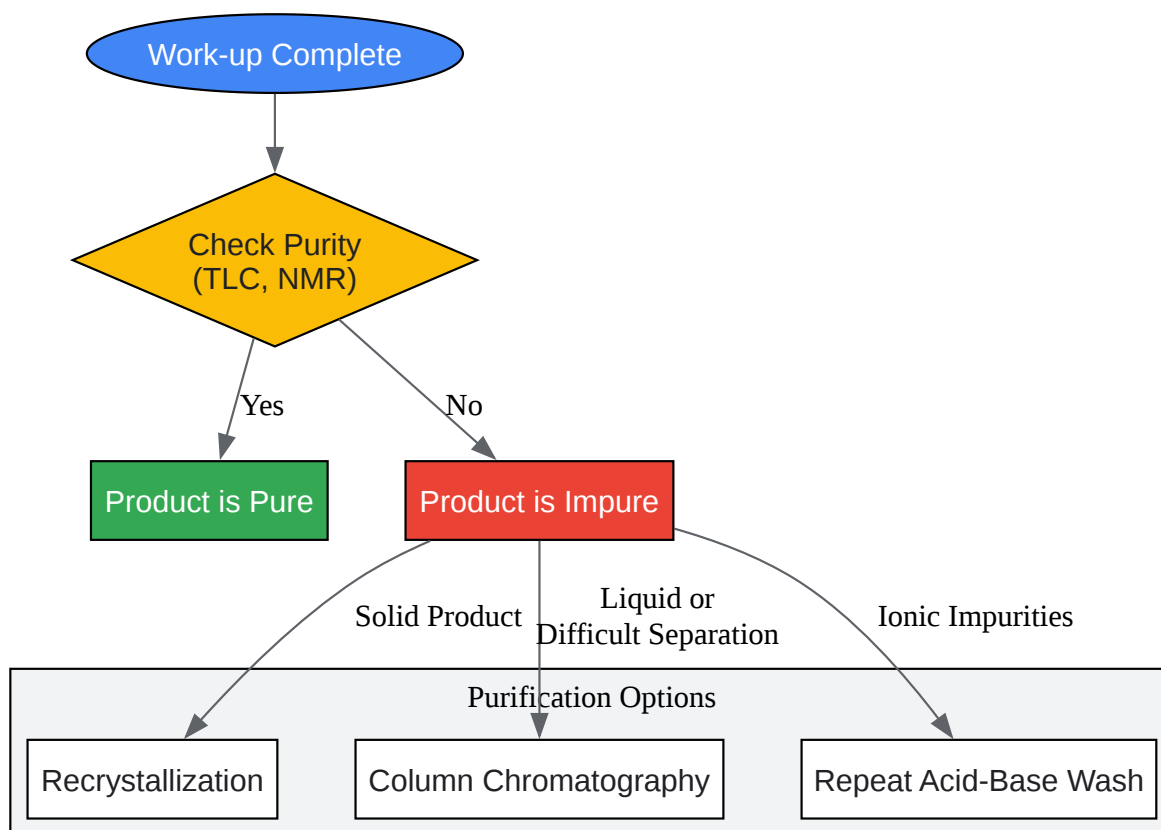 Work-up Complete
Check Purity
(TLC, NMR)
Yes
No
Product is Pure
Product is Impure
Solid Product
Liquid or
Difficult Separation
Ionic Impurities
Purification Options
Recrystallization
Column Chromatography
Repeat Acid-Base Wash